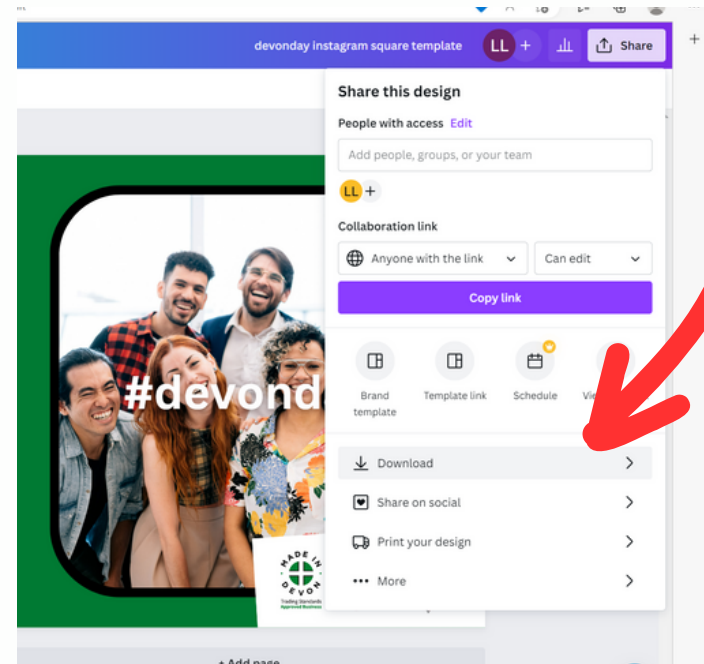 devonday instagram square template
LL +
Share
+
Share this design
People with access Edit
Add people, groups, or your team
LL +
Collaboration link
Anyone with the link
Can edit
Copy link
Brand template
Template link
Schedule
Download
Share on social
Print your design
More
#devond
MADE IN DEVON
Trading Standards
Approved Business
+ Add page